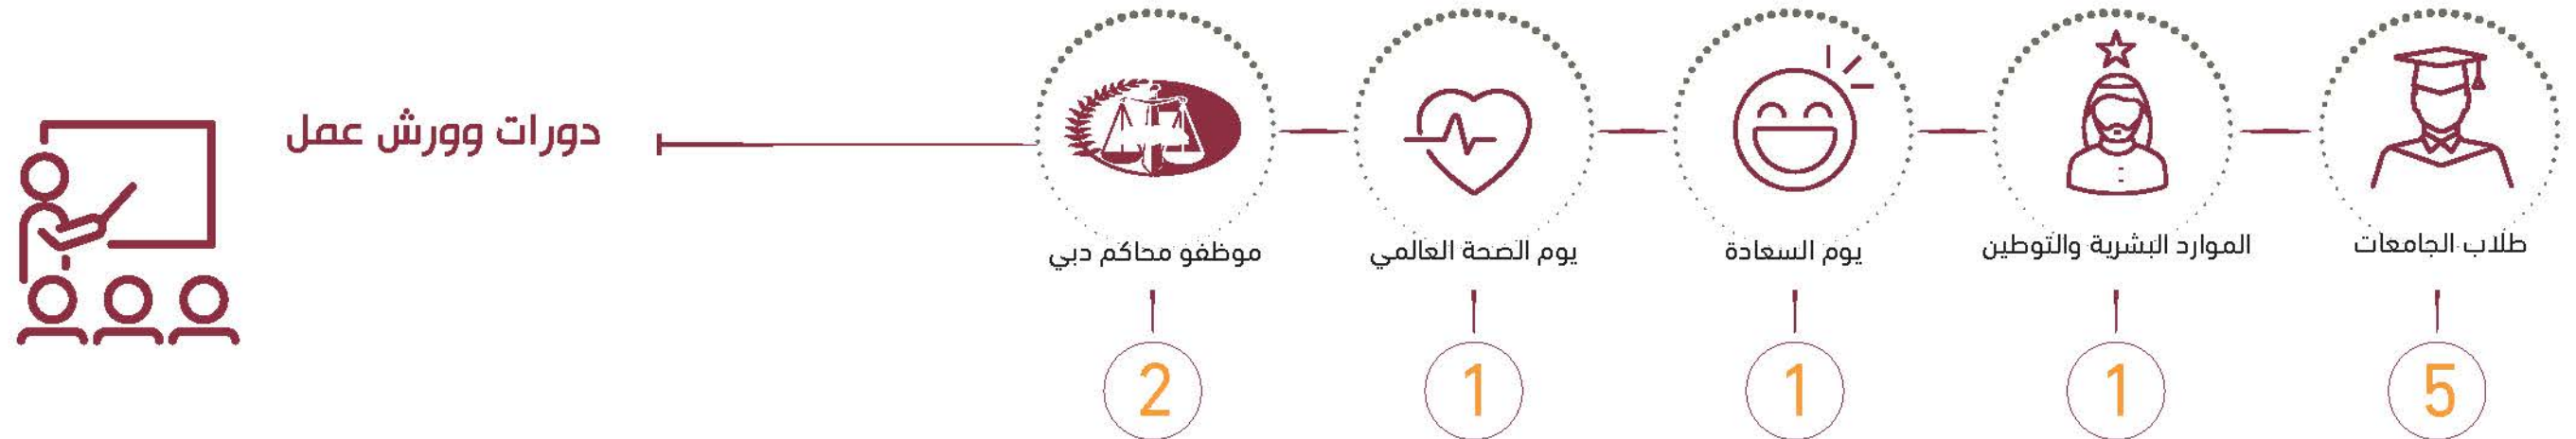 دورات وورش عمل
طلاب الجامعات
5
الموارد البشرية والتوطين
1
يوم السعادة
1
يوم الصحة العالمي
1
موظفو محاكم دبي
2